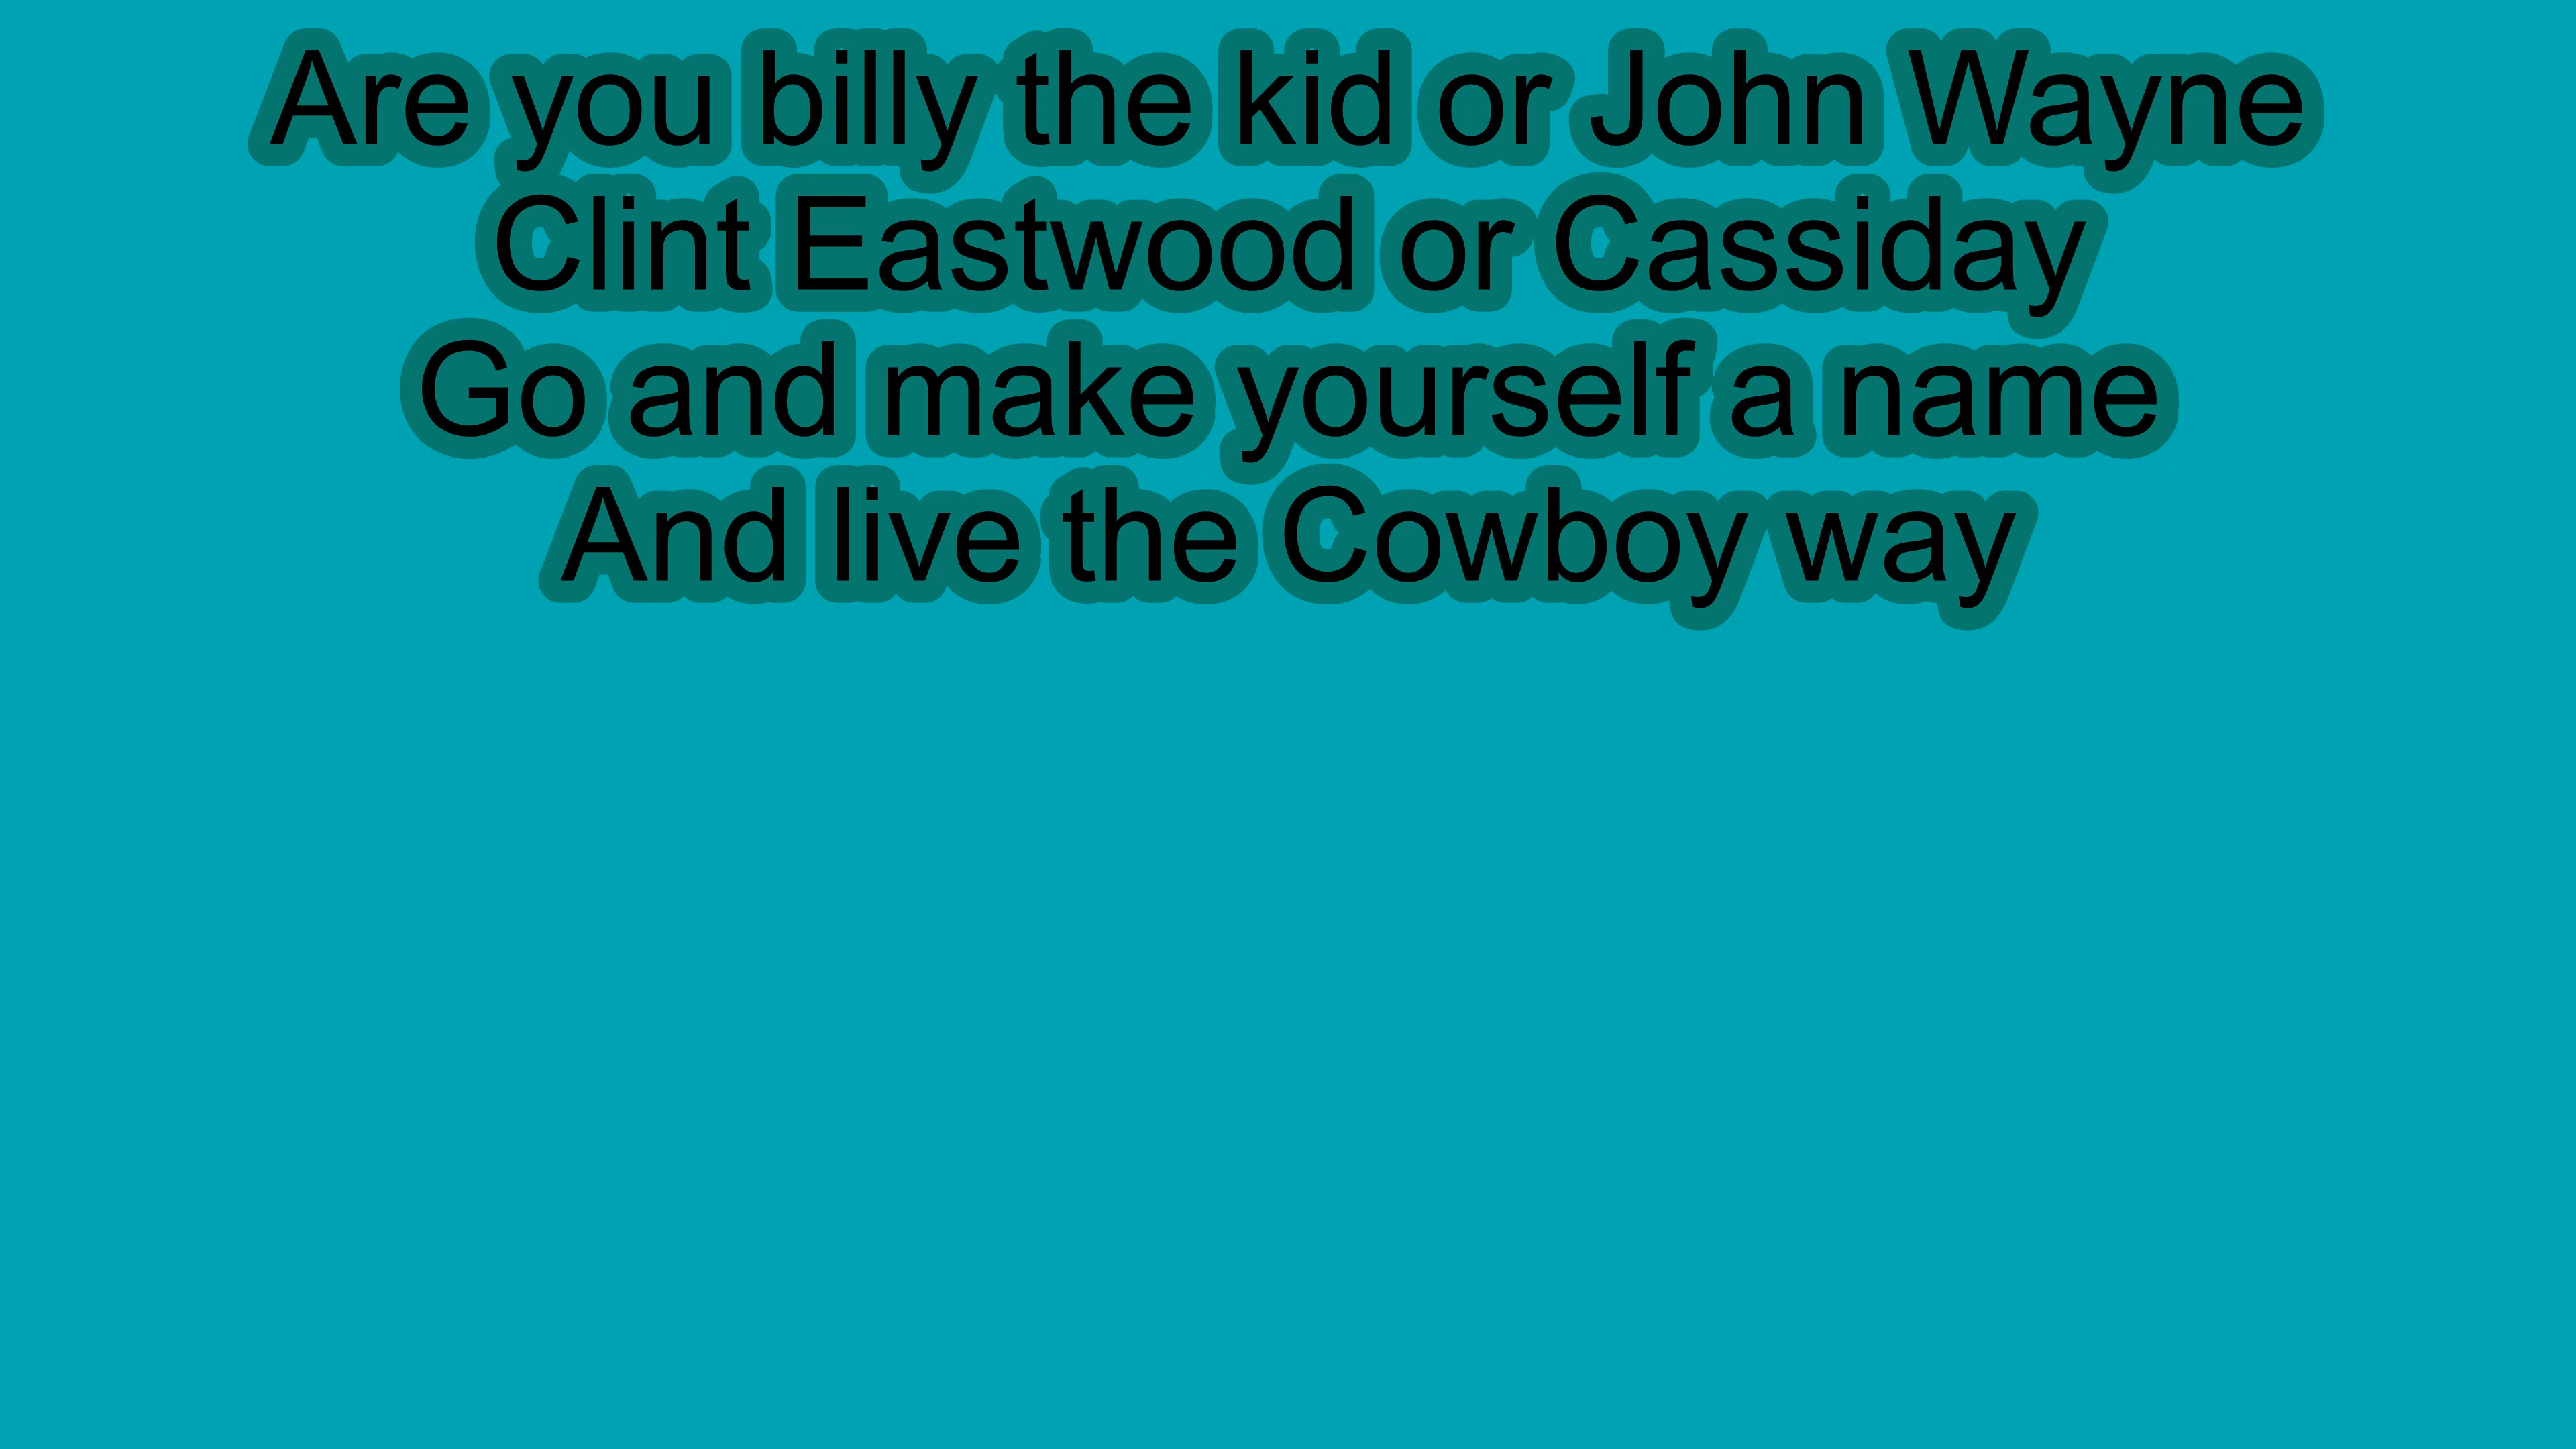 Are you billy the kid or John Wayne
Clint Eastwood or Cassiday
Go and make yourself a name
And live the Cowboy way